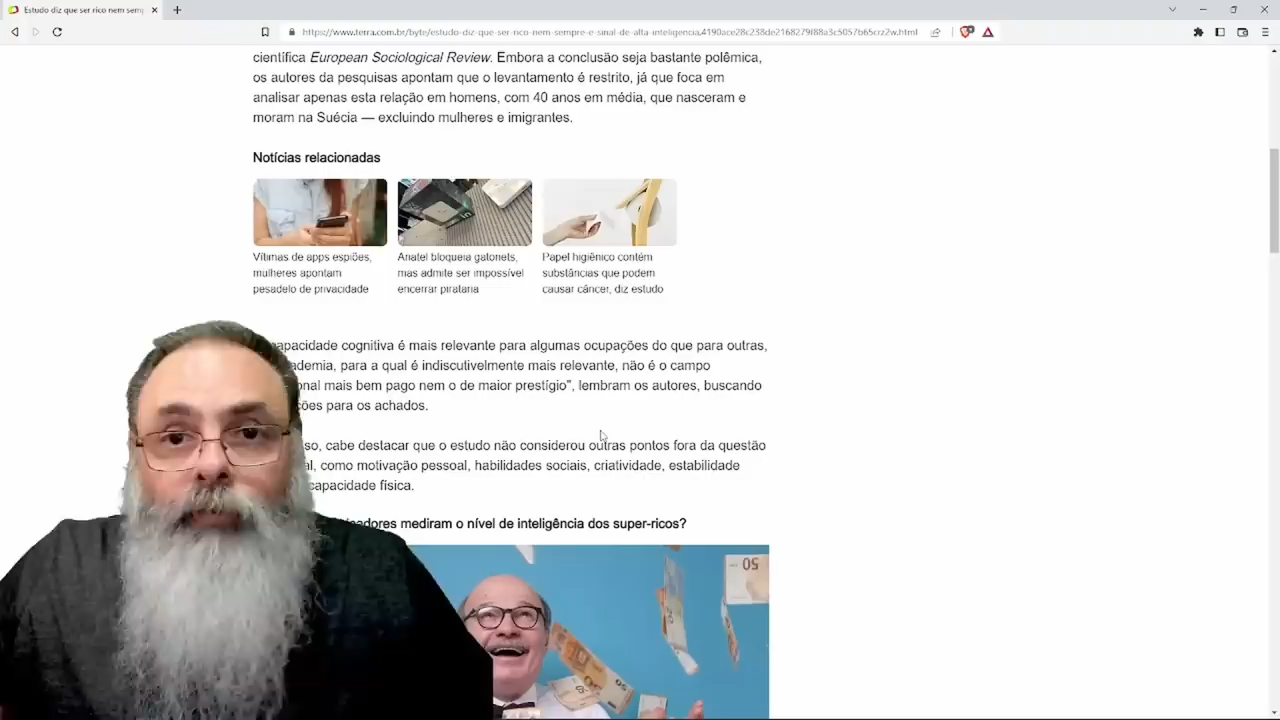 Estudo diz que ser rico nem semp
https://www.terra.com.br/byte/estudo-diz-que-ser-rico-nem-sempre-e-sinal-de-alta-inteligencia,4190ace28c238de2168279f88a3c5057b65crz2w.html
científica European Sociological Review. Embora a conclusão seja bastante polêmica,
os autores da pesquisas apontam que o levantamento é restrito, já que foca em
analisar apenas esta relação em homens, com 40 anos em média, que nasceram e
moram na Suécia — excluindo mulheres e imigrantes.
Notícias relacionadas
Vítimas de apps espiões,
mulheres apontam
pesadelo de privacidade
Anatel bloqueia gatonets,
mas admite ser impossível
encerrar pirataria
Papel higiênico contém
substâncias que podem
causar câncer, diz estudo
capacidade cognitiva é mais relevante para algumas ocupações do que para outras,
ademia, para a qual é indiscutivelmente mais relevante, não é o campo
onal mais bem pago nem o de maior prestígio", lembram os autores, buscando
ções para os achados.
so, cabe destacar que o estudo não considerou outras pontos fora da questão
al, como motivação pessoal, habilidades sociais, criatividade, estabilidade
capacidade física.
adores mediram o nível de inteligência dos super-ricos?
50